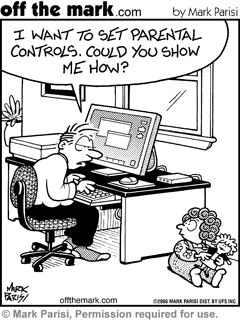 off the mark.com by Mark Parisi
I WANT TO SET PARENTAL
CONTROLS. COULD YOU SHOW
ME HOW?
MARK
PARISI
offthemark.com ©2006 MARK PARISI DIST. BY UFS INC.
© Mark Parisi, Permission required for use.